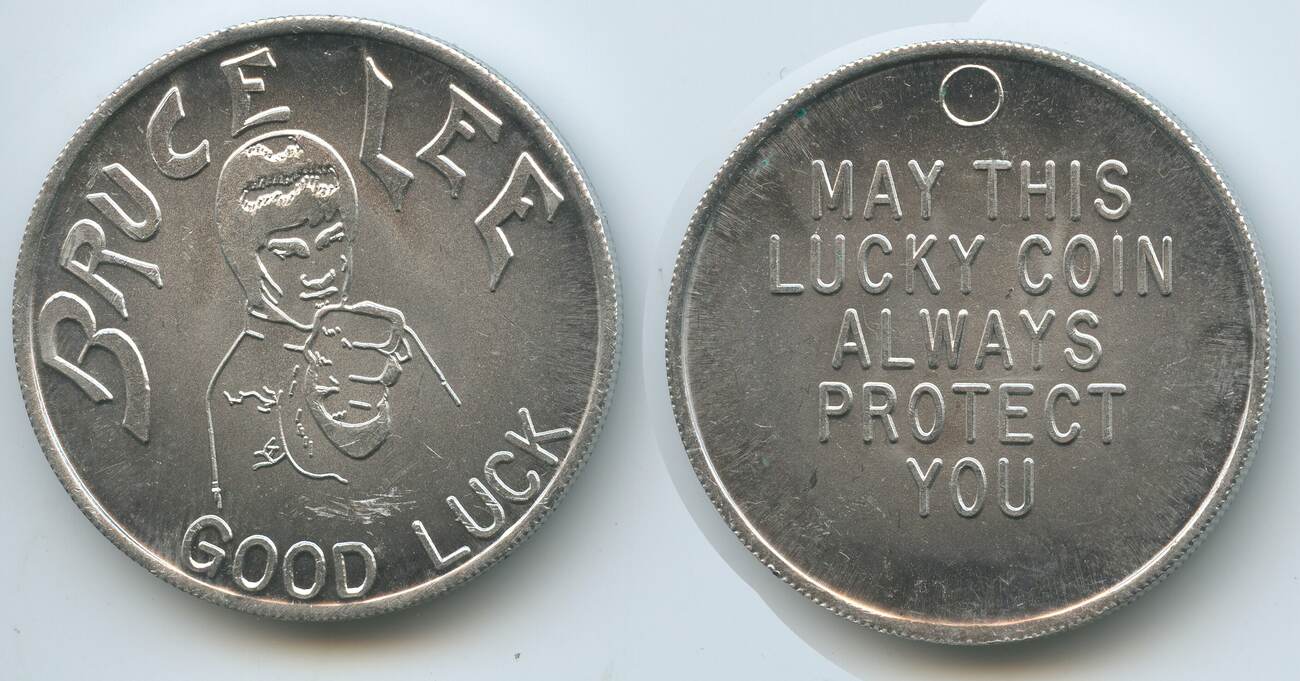 BRUCE LEE
GOOD LUCK
MAY THIS
LUCKY COIN
ALWAYS
PROTECT
YOU